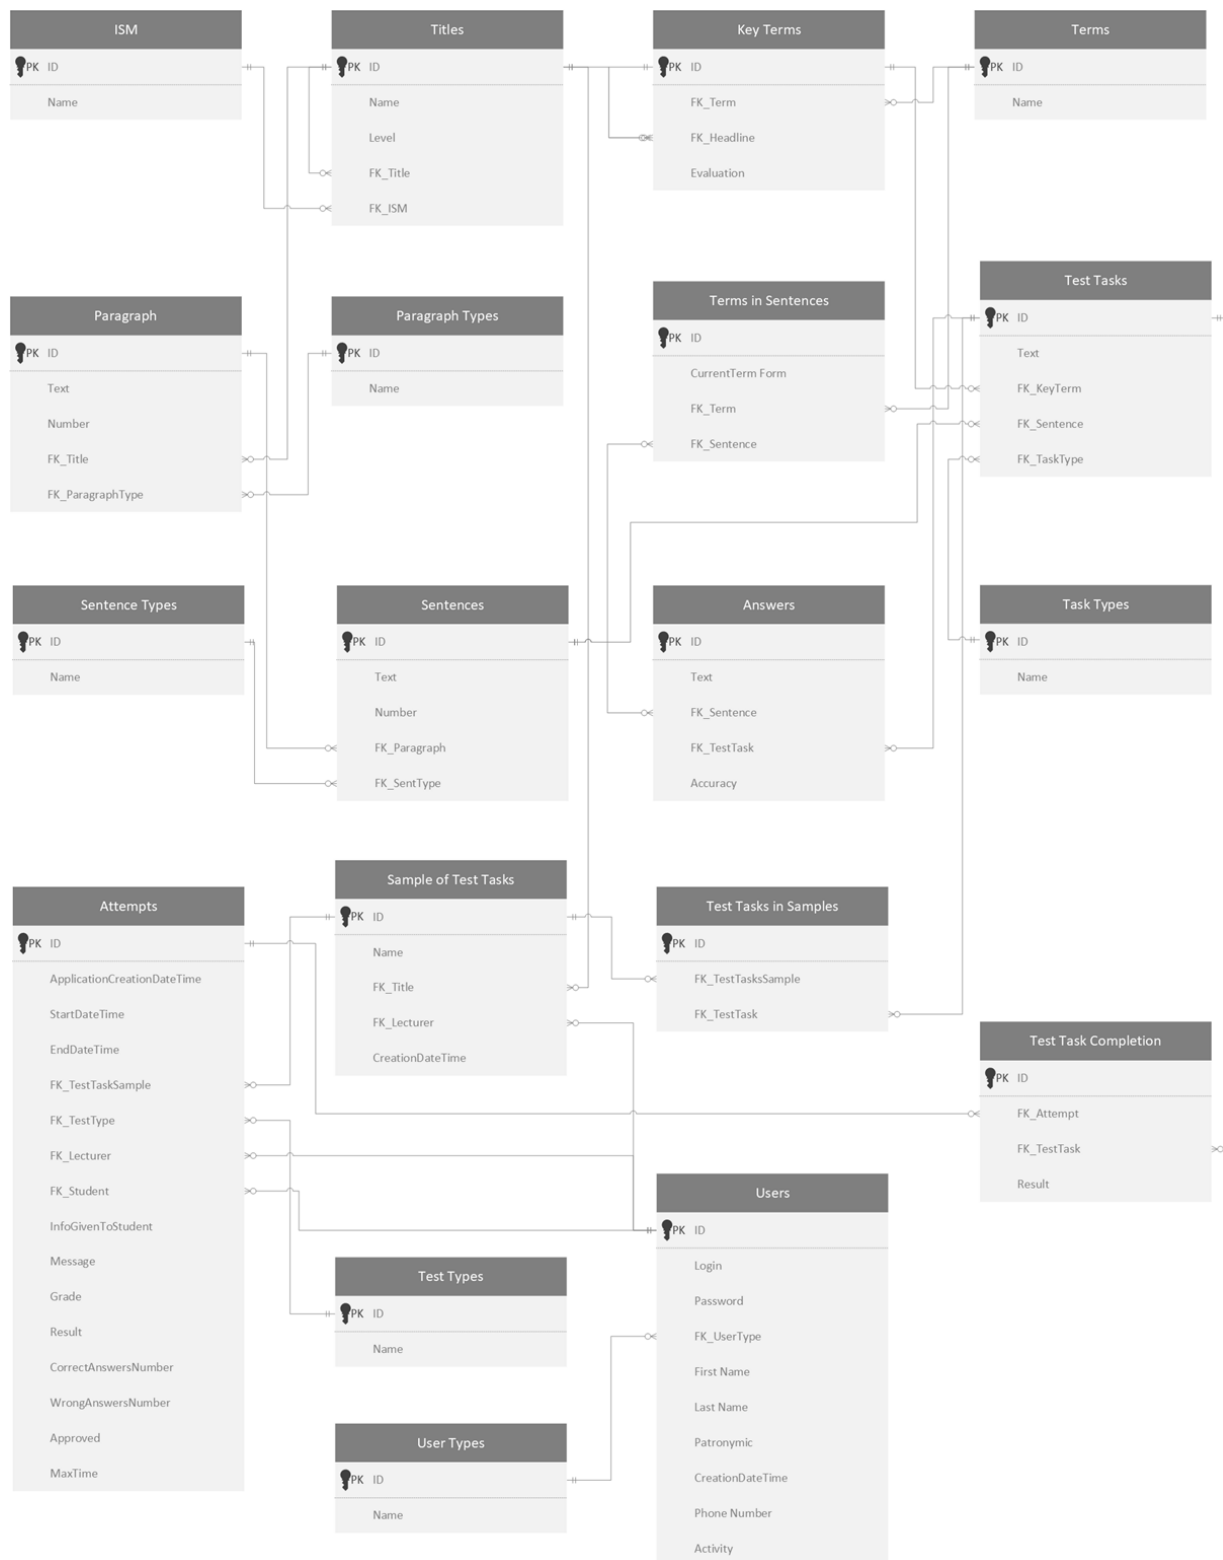 ISM
PK ID
Name
Titles
PK ID
Name
Level
FK_Title
FK_ISM
Key Terms
PK ID
FK_Term
FK_Headline
Evaluation
Terms
PK ID
Name
Paragraph
PK ID
Text
Number
FK_Title
FK_ParagraphType
Paragraph Types
PK ID
Name
Terms in Sentences
PK ID
CurrentTerm Form
FK_Term
FK_Sentence
Test Tasks
PK ID
Text
FK_KeyTerm
FK_Sentence
FK_TaskType
Sentence Types
PK ID
Name
Sentences
PK ID
Text
Number
FK_Paragraph
FK_SentType
Answers
PK ID
Text
FK_Sentence
FK_TestTask
Accuracy
Task Types
PK ID
Name
Attempts
PK ID
ApplicationCreationDateTime
StartDateTime
EndDateTime
FK_TestTaskSample
FK_TestType
FK_Lecturer
FK_Student
InfoGivenToStudent
Message
Grade
Result
CorrectAnswersNumber
WrongAnswersNumber
Approved
MaxTime
Sample of Test Tasks
PK ID
Name
FK_Title
FK_Lecturer
CreationDateTime
Test Tasks in Samples
PK ID
FK_TestTasksSample
FK_TestTask
Test Task Completion
PK ID
FK_Attempt
FK_TestTask
Result
Test Types
PK ID
Name
User Types
PK ID
Name
Users
PK ID
Login
Password
FK_UserType
First Name
Last Name
Patronymic
CreationDateTime
Phone Number
Activity